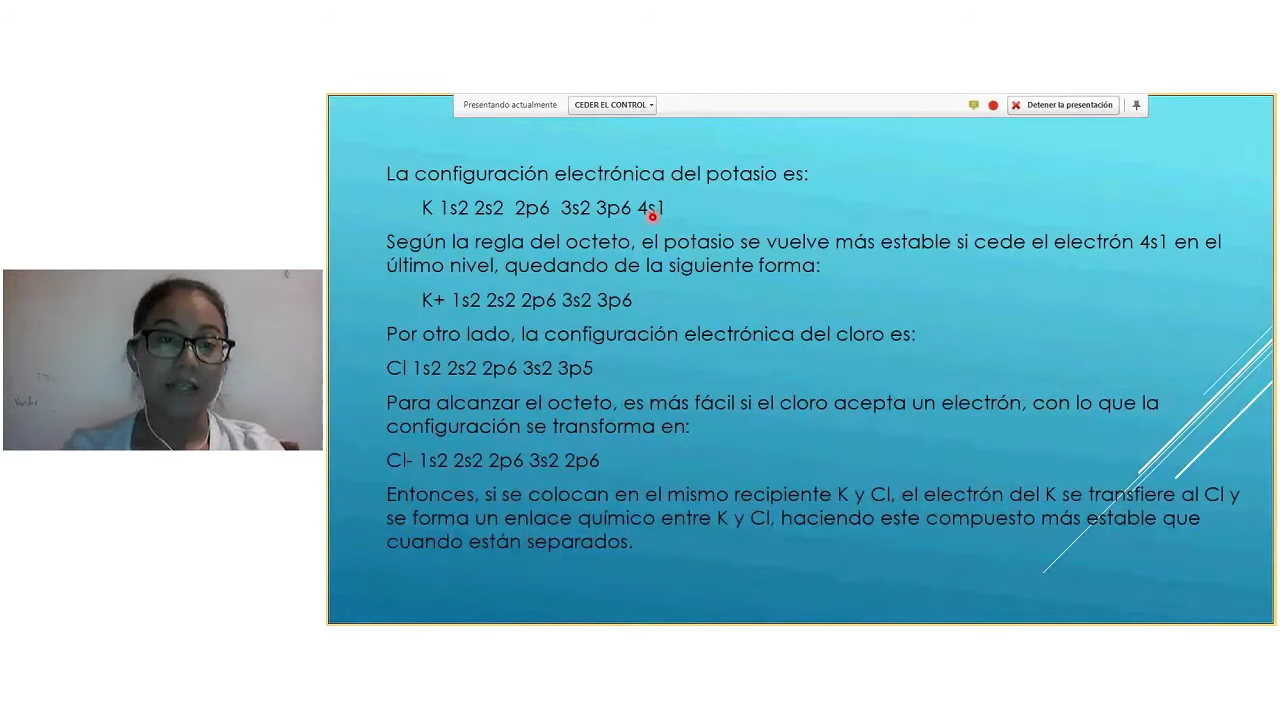 Presentando actualmente CEDER EL CONTROL Detener la presentación
La configuración electrónica del potasio es:
K 1s2 2s2 2p6 3s2 3p6 4s1
Según la regla del octeto, el potasio se vuelve más estable si cede el electrón 4s1 en el
último nivel, quedando de la siguiente forma:
K+ 1s2 2s2 2p6 3s2 3p6
Por otro lado, la configuración electrónica del cloro es:
Cl 1s2 2s2 2p6 3s2 3p5
Para alcanzar el octeto, es más fácil si el cloro acepta un electrón, con lo que la
configuración se transforma en:
Cl- 1s2 2s2 2p6 3s2 2p6
Entonces, si se colocan en el mismo recipiente K y Cl, el electrón del K se transfiere al Cl y
se forma un enlace químico entre K y Cl, haciendo este compuesto más estable que
cuando están separados.